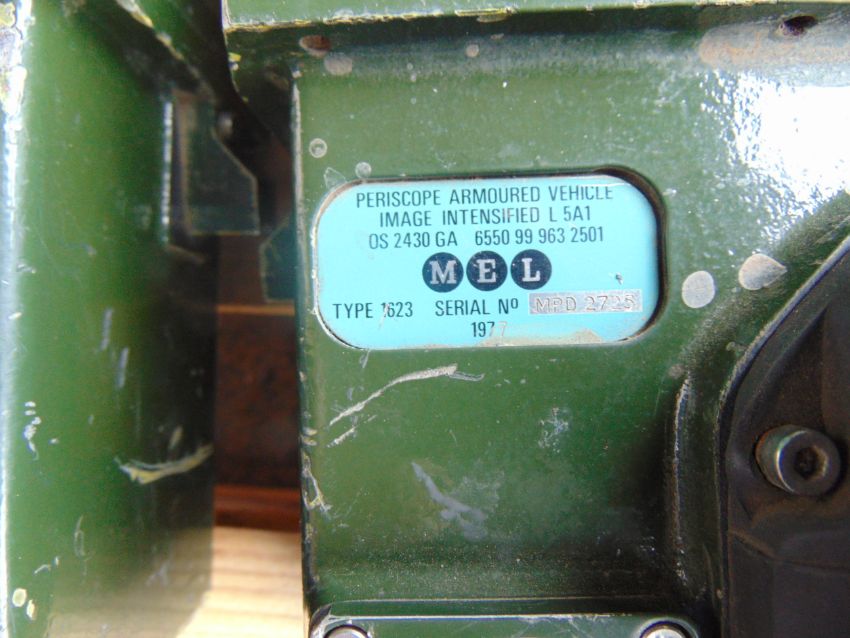 PERISCOPE ARMOURED VEHICLE
IMAGE INTENSIFIED L 5A1
OS 2430 GA 6550 99 963 2501
MEL
TYPE 1623 SERIAL Nº MPD 2725
1977